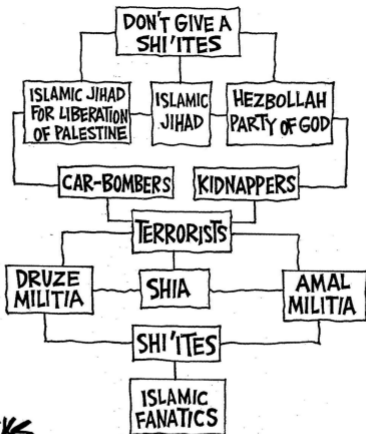 DON'T GIVE A
SHI'ITES
ISLAMIC JIHAD
FOR LIBERATION
OF PALESTINE
ISLAMIC
JIHAD
HEZBOLLAH
PARTY OF GOD
CAR-BOMBERS
KIDNAPPERS
TERRORISTS
DRUZE
MILITIA
SHIA
AMAL
MILITIA
SHI'ITES
ISLAMIC
FANATICS